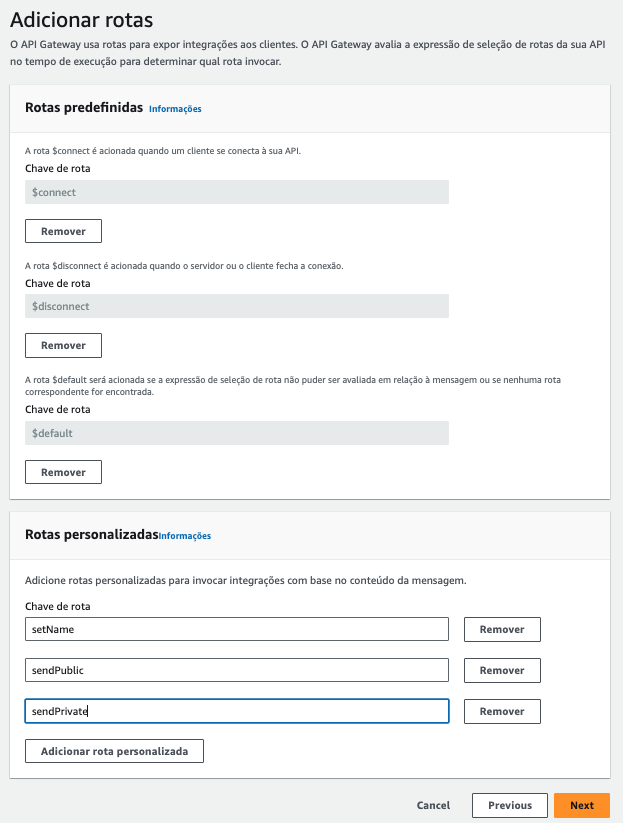 Adicionar rotas
O API Gateway usa rotas para expor integrações aos clientes. O API Gateway avalia a expressão de seleção de rotas da sua API
no tempo de execução para determinar qual rota invocar.
Rotas predefinidas Informações
A rota $connect é acionada quando um cliente se conecta à sua API.
Chave de rota
$connect
Remover
A rota $disconnect é acionada quando o servidor ou o cliente fecha a conexão.
Chave de rota
$disconnect
Remover
A rota $default será acionada se a expressão de seleção de rota não puder ser avaliada em relação à mensagem ou se nenhuma rota
correspondente for encontrada.
Chave de rota
$default
Remover
Rotas personalizadasInformações
Adicione rotas personalizadas para invocar integrações com base no conteúdo da mensagem.
Chave de rota
setName Remover
sendPublic Remover
sendPrivate Remover
Adicionar rota personalizada
Cancel Previous Next